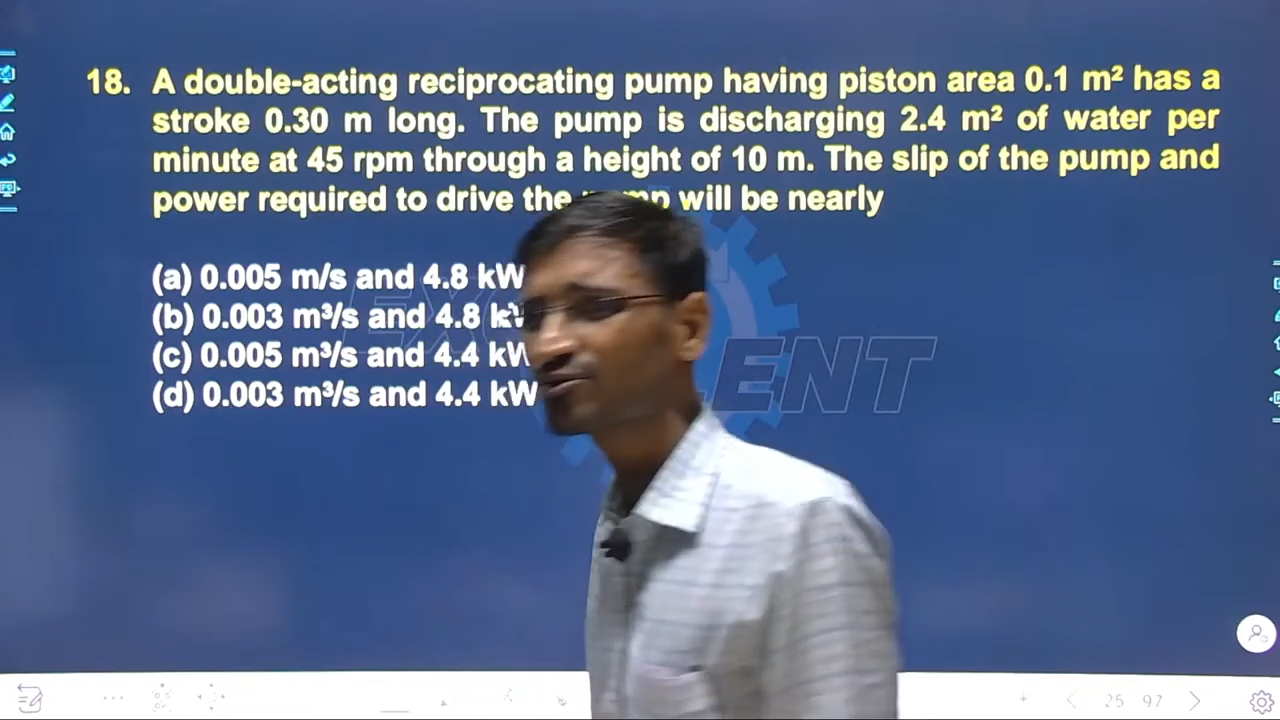 18. A double-acting reciprocating pump having piston area 0.1 m² has a
stroke 0.30 m long. The pump is discharging 2.4 m² of water per
minute at 45 rpm through a height of 10 m. The slip of the pump and
power required to drive the will be nearly
(a) 0.005 m/s and 4.8 kW
(b) 0.003 m³/s and 4.8
(c) 0.005 m³/s and 4.4 kW
(d) 0.003 m³/s and 4.4 kW
25 97